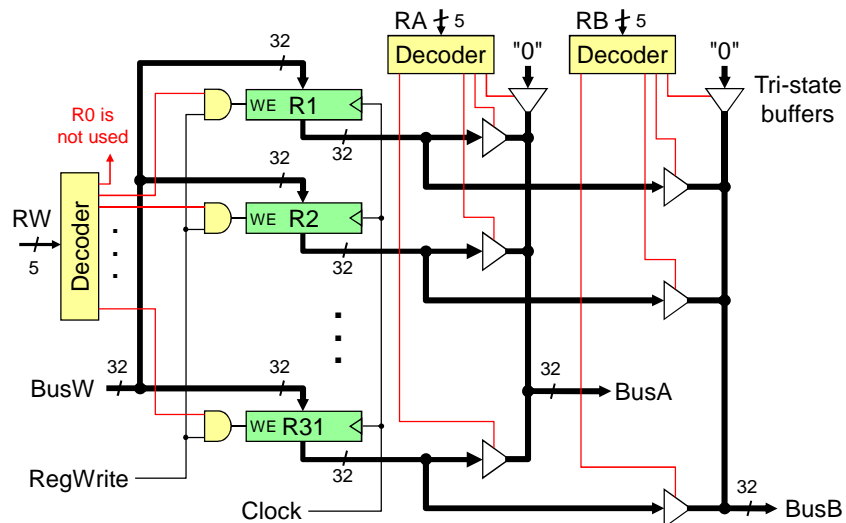 RA 5
RB 5
32
Decoder
"0"
Decoder
"0"
Tri-state
buffers
R0 is
not used
WE R1
32
32
RW
5
Decoder
WE R2
32
. . .
. . .
BusW
32
32
32
BusA
WE R31
32
RegWrite
Clock
32
BusB